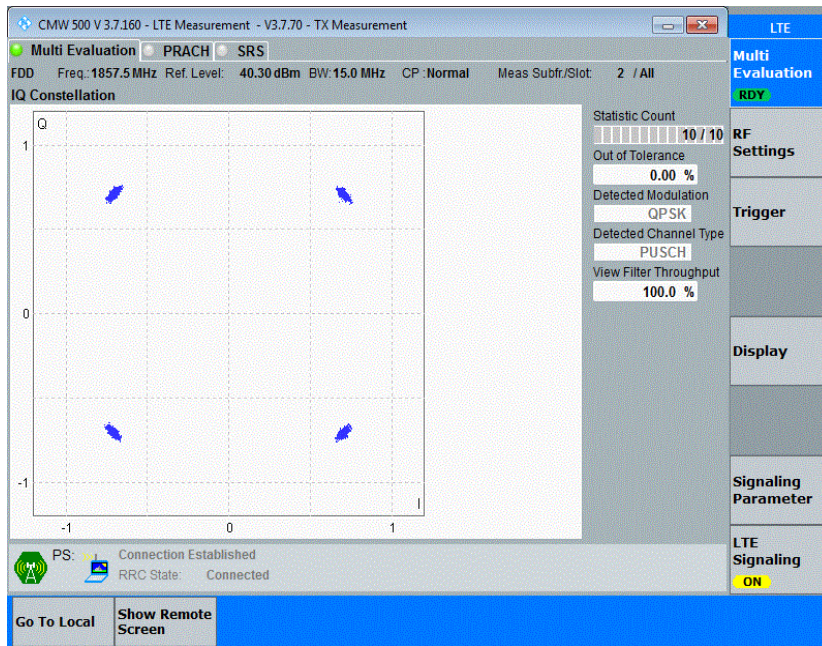 CMW 500 V 3.7.160 - LTE Measurement - V3.7.70 - TX Measurement
LTE
Multi Evaluation PRACH SRS
Multi Evaluation
RDY
FDD Freq.: 1857.5 MHz Ref. Level: 40.30 dBm BW: 15.0 MHz CP : Normal Meas Subfr./Slot: 2 / All
IQ Constellation
Q
1
0
-1
-1 0 1
I
Statistic Count
10 / 10
Out of Tolerance
0.00 %
Detected Modulation
QPSK
Detected Channel Type
PUSCH
View Filter Throughput
100.0 %
RF
Settings
Trigger
Display
Signaling
Parameter
LTE
Signaling
ON
PS: Connection Established
RRC State: Connected
Go To Local
Show Remote
Screen